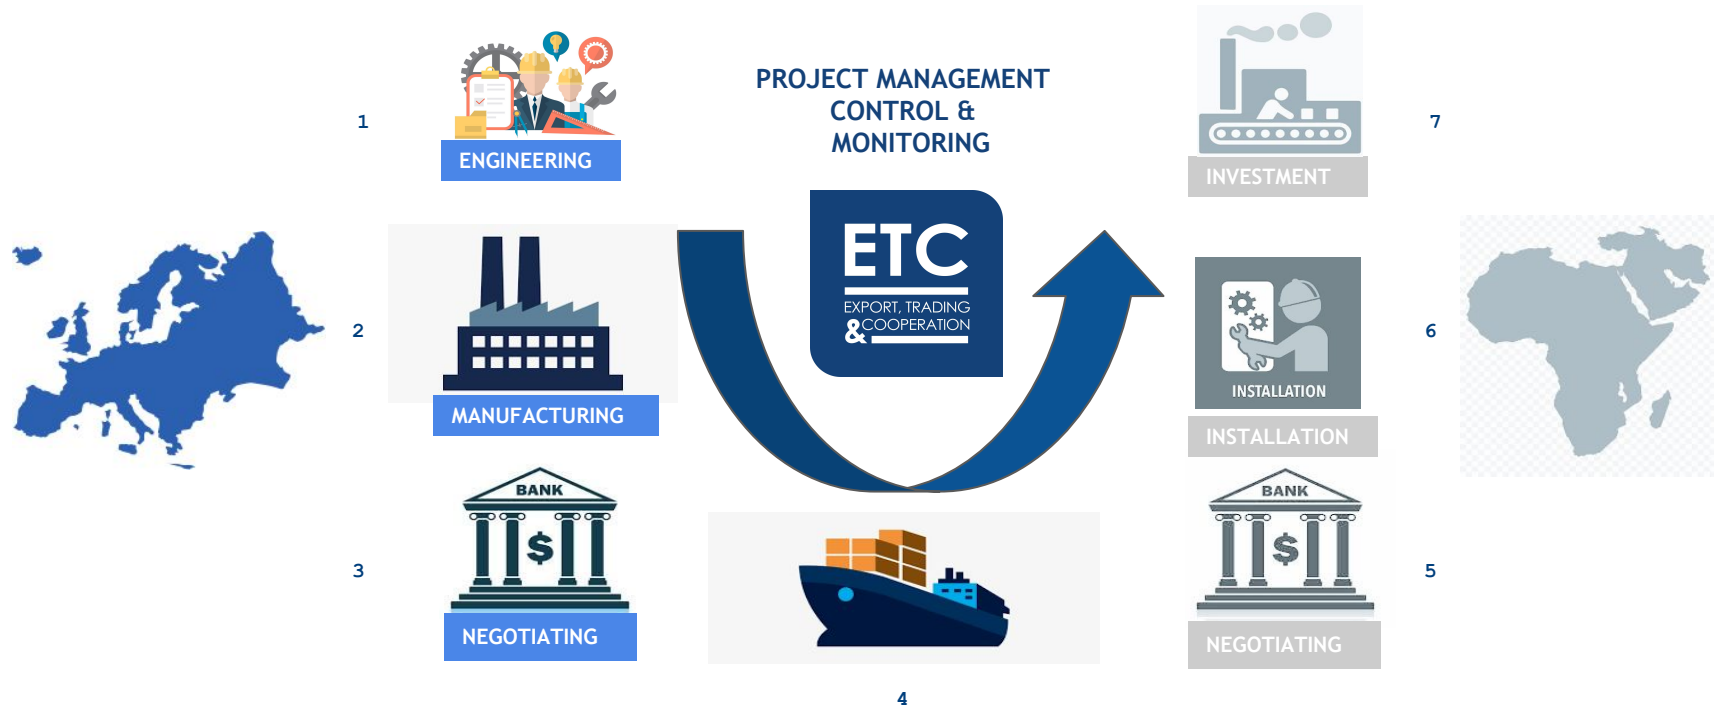 1
ENGINEERING
2
MANUFACTURING
BANK
$
3
NEGOTIATING
PROJECT MANAGEMENT
CONTROL &
MONITORING
ETC
EXPORT, TRADING
& COOPERATION
4
7
INVESTMENT
6
INSTALLATION
INSTALLATION
BANK
$
5
NEGOTIATING